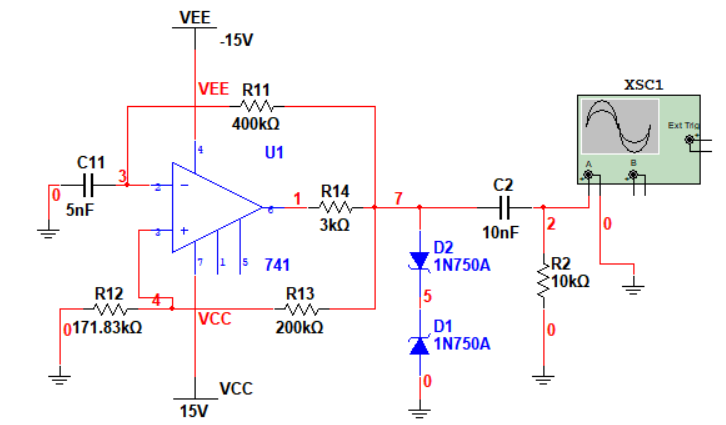 VEE
-15V
VEE
R11
400kΩ
XSC1
Ext Trig
+
A
B
+
+
U1
4
C11
3
2
0
5nF
1
R14
6
3kΩ
7
C2
10nF
2
0
3
7
1
5
741
D2
1N750A
R2
10kΩ
5
R12
4
R13
0
171.83kΩ
VCC
200kΩ
D1
1N750A
0
0
VCC
15V